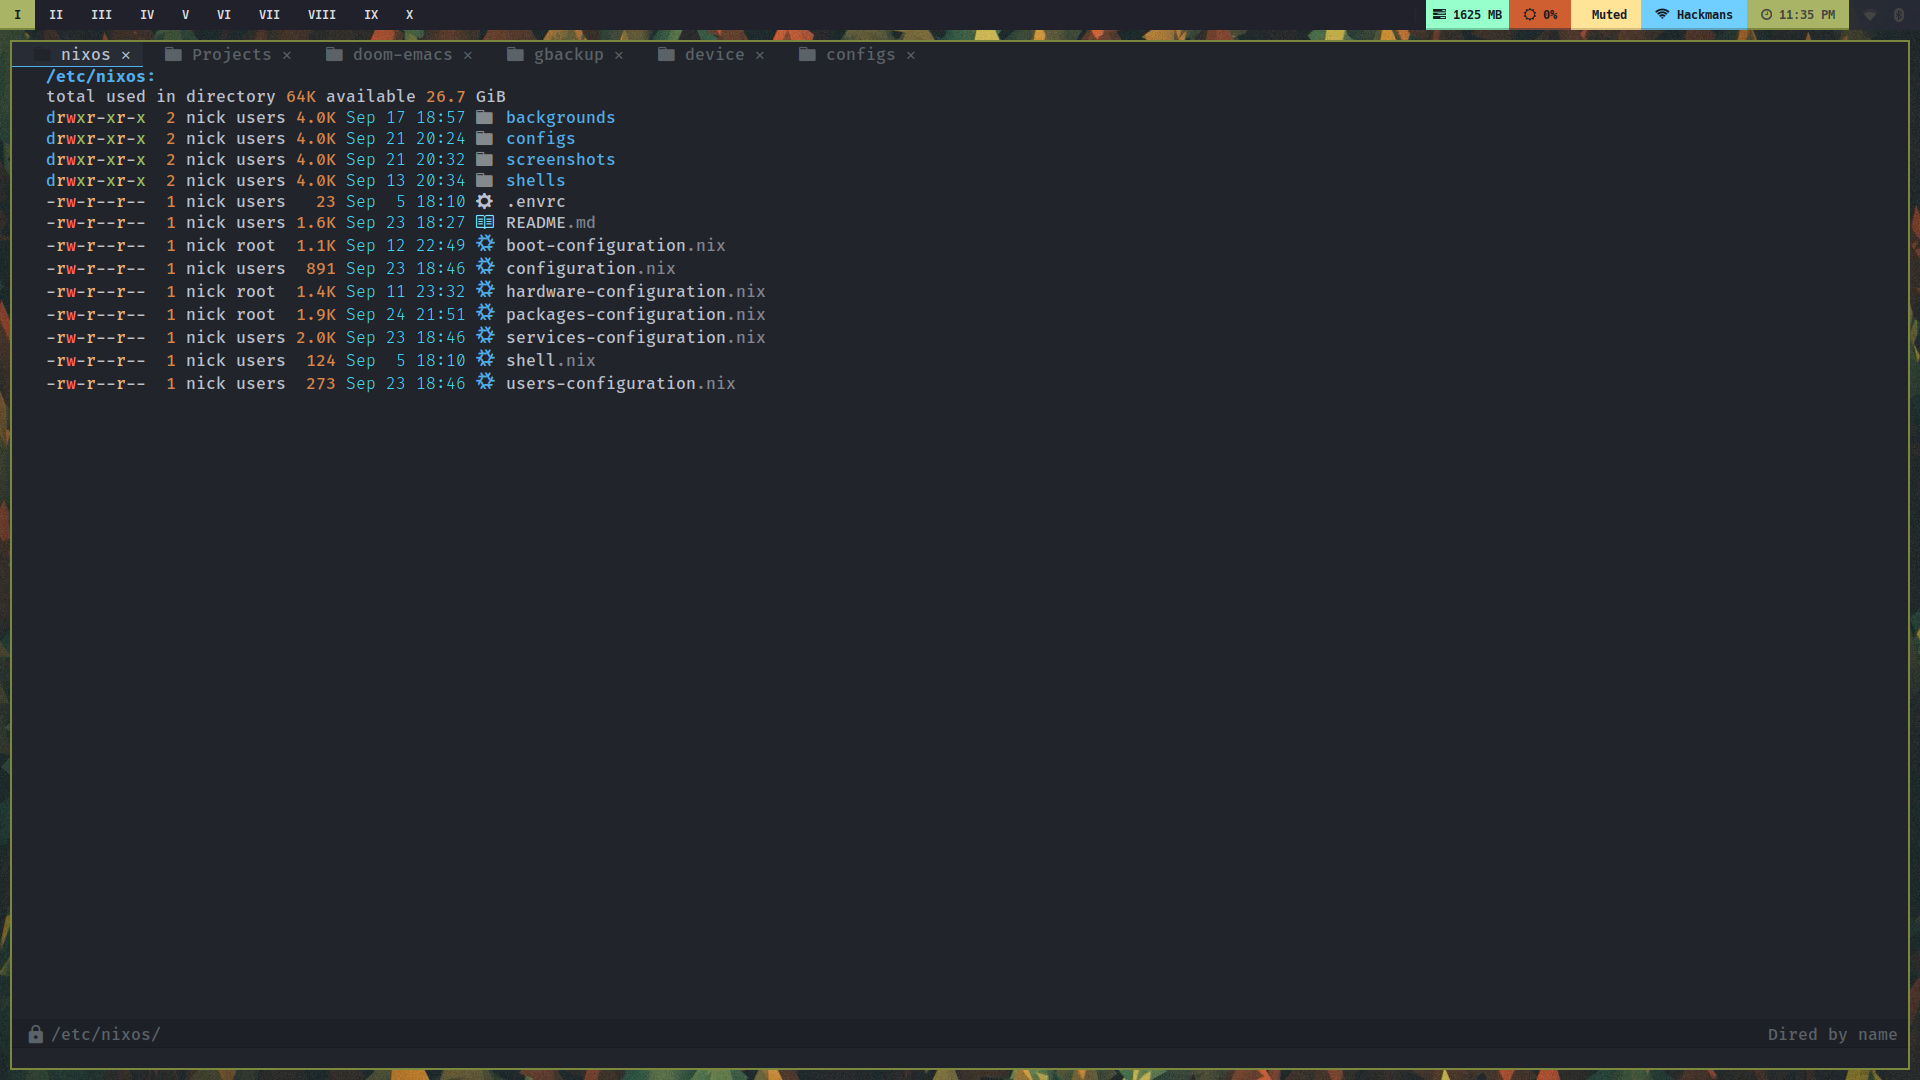 I II III IV V VI VII VIII IX X 1625 MB 0% Muted Hackmans 11:35 PM
nixos × Projects × doom-emacs × gbackup × device × configs ×
/etc/nixos:
total used in directory 64K available 26.7 GiB
drwxr-xr-x  2 nick users 4.0K Sep 17 18:57 backgrounds
drwxr-xr-x  2 nick users 4.0K Sep 21 20:24 configs
drwxr-xr-x  2 nick users 4.0K Sep 21 20:32 screenshots
drwxr-xr-x  2 nick users 4.0K Sep 13 20:34 shells
-rw-r--r--  1 nick users   23 Sep  5 18:10 .envrc
-rw-r--r--  1 nick users 1.6K Sep 23 18:27 README.md
-rw-r--r--  1 nick root  1.1K Sep 12 22:49 boot-configuration.nix
-rw-r--r--  1 nick users  891 Sep 23 18:46 configuration.nix
-rw-r--r--  1 nick root  1.4K Sep 11 23:32 hardware-configuration.nix
-rw-r--r--  1 nick root  1.9K Sep 24 21:51 packages-configuration.nix
-rw-r--r--  1 nick users 2.0K Sep 23 18:46 services-configuration.nix
-rw-r--r--  1 nick users  124 Sep  5 18:10 shell.nix
-rw-r--r--  1 nick users  273 Sep 23 18:46 users-configuration.nix
/etc/nixos/ Dired by name